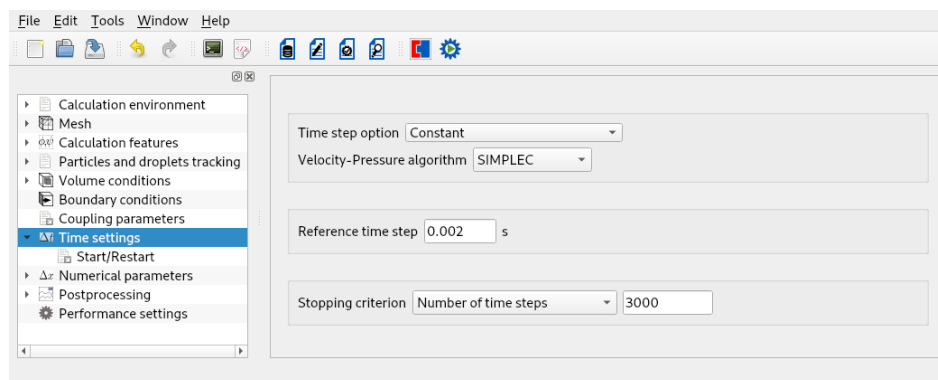 File Edit Tools Window Help
Calculation environment
Mesh
Calculation features
Particles and droplets tracking
Volume conditions
Boundary conditions
Coupling parameters
Time settings
Start/Restart
Δx Numerical parameters
Postprocessing
Performance settings
Time step option Constant
Velocity-Pressure algorithm SIMPLEC
Reference time step 0.002 s
Stopping criterion Number of time steps 3000